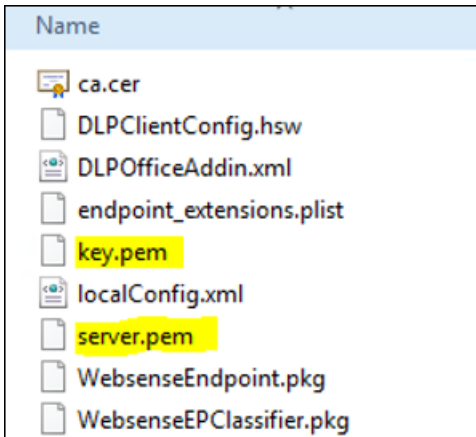 Name
ca.cer
DLPClientConfig.hsw
DLPOfficeAddin.xml
endpoint_extensions.plist
key.pem
localConfig.xml
server.pem
WebsenseEndpoint.pkg
WebsenseEPClassifier.pkg